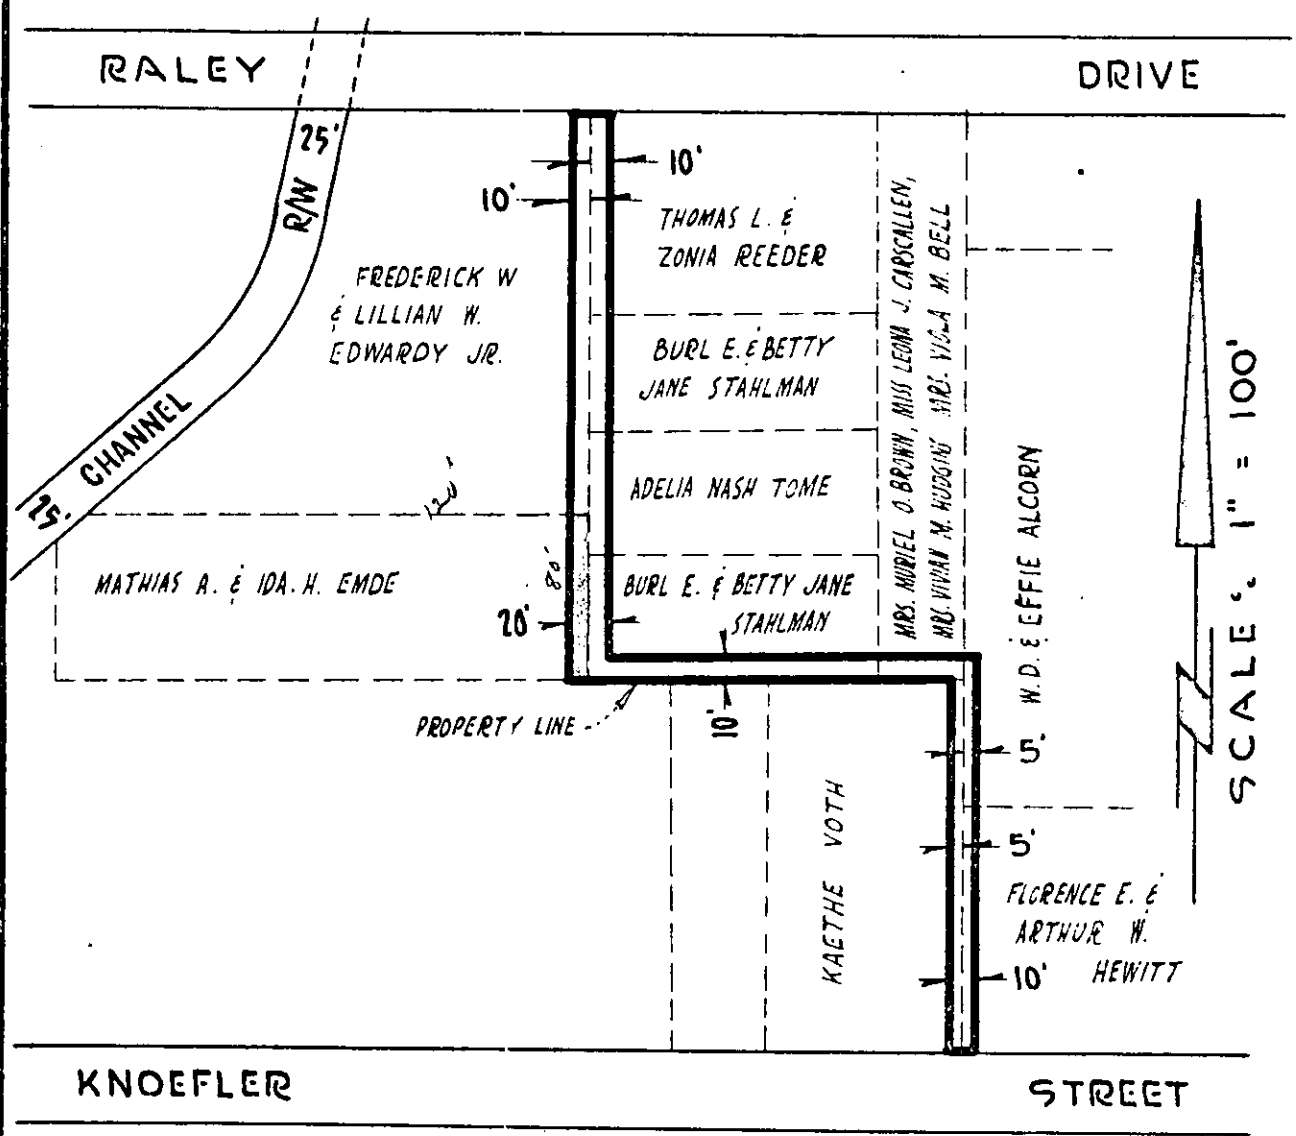 RALEY DRIVE
25'
R/W
10'
10'
THOMAS L. &
ZONIA REEDER
FREDERICK W
& LILLIAN W.
EDWARDY JR.
BURL E. & BETTY
JANE STAHLMAN
MRS. MURIEL O. BROWN, MISS LEONA J. CARSCALLEN,
MRS. VIVIAN M. HUDGINS MRS. VIOLA M. BELL
25' CHANNEL
120'
ADELIA NASH TOME
W.D. & EFFIE ALCORN
SCALE: 1" = 100'
MATHIAS A. & IDA. H. EMDE
80'
BURL E. & BETTY JANE
STAHLMAN
20'
PROPERTY LINE
10'
5'
5'
KAETHE VOTH
FLORENCE E. &
ARTHUR W.
HEWITT
10'
KNOEFLER STREET